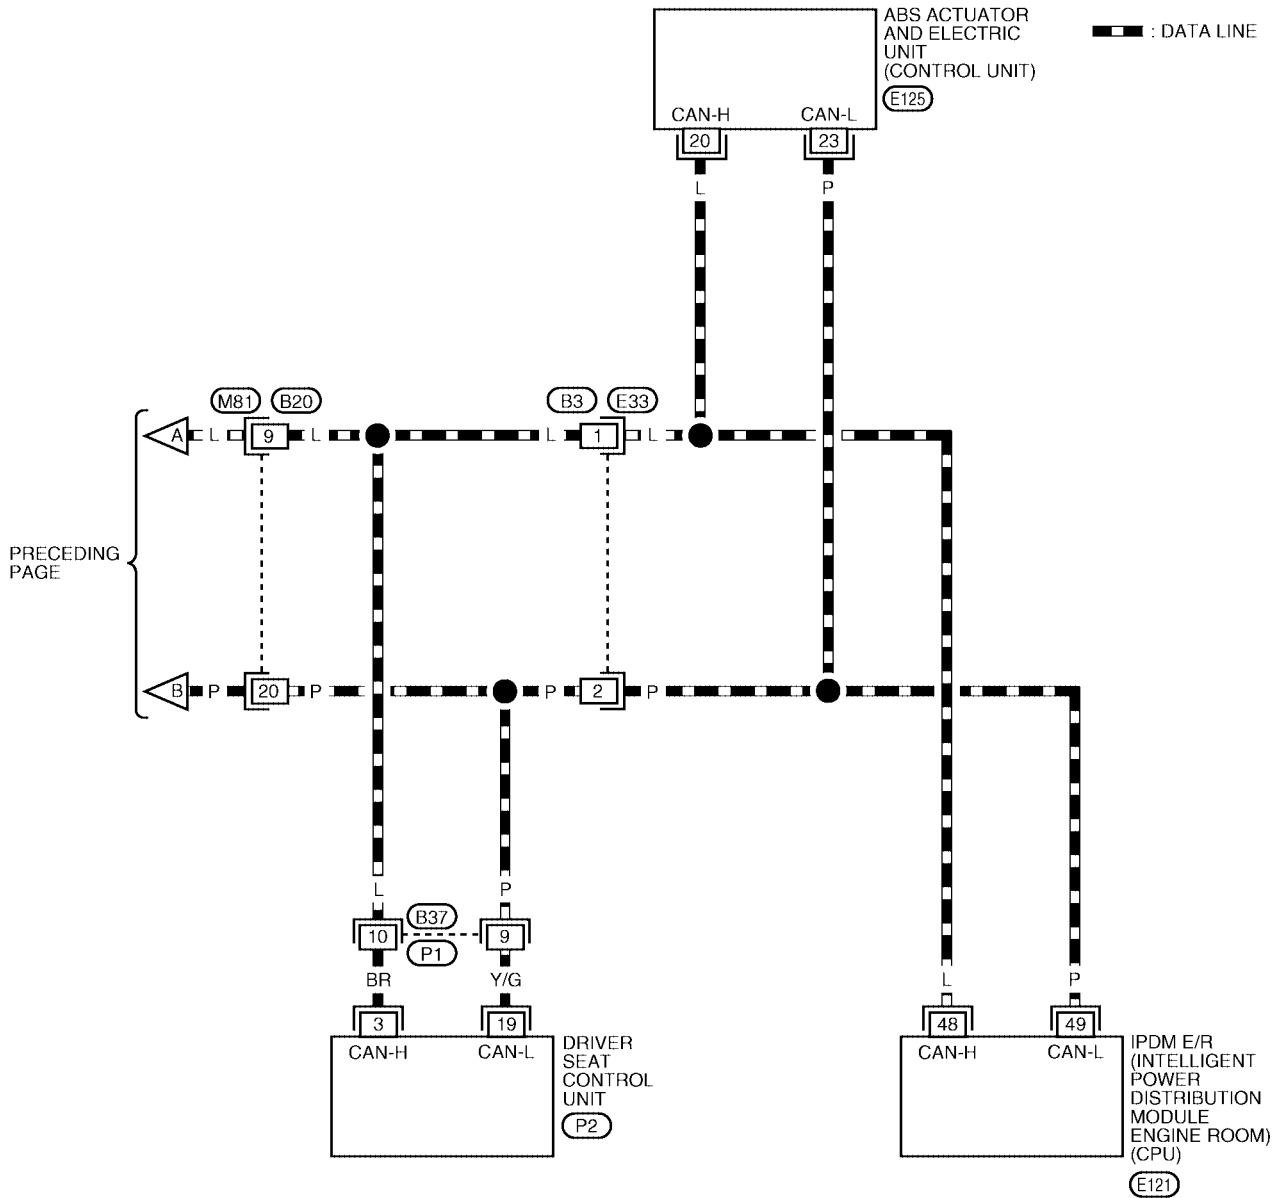 ABS ACTUATOR
AND ELECTRIC
UNIT
(CONTROL UNIT)
E125
: DATA LINE
CAN-H
CAN-L
20
23
L
P
M81
B20
B3
E33
A
L
9
L
L
1
L
PRECEDING
PAGE
B
P
20
P
P
2
P
L
P
B37
10
9
P1
BR
Y/G
L
P
3
19
48
49
CAN-H
CAN-L
DRIVER
SEAT
CONTROL
UNIT
P2
CAN-H
CAN-L
IPDM E/R
(INTELLIGENT
POWER
DISTRIBUTION
MODULE
ENGINE ROOM)
(CPU)
E121